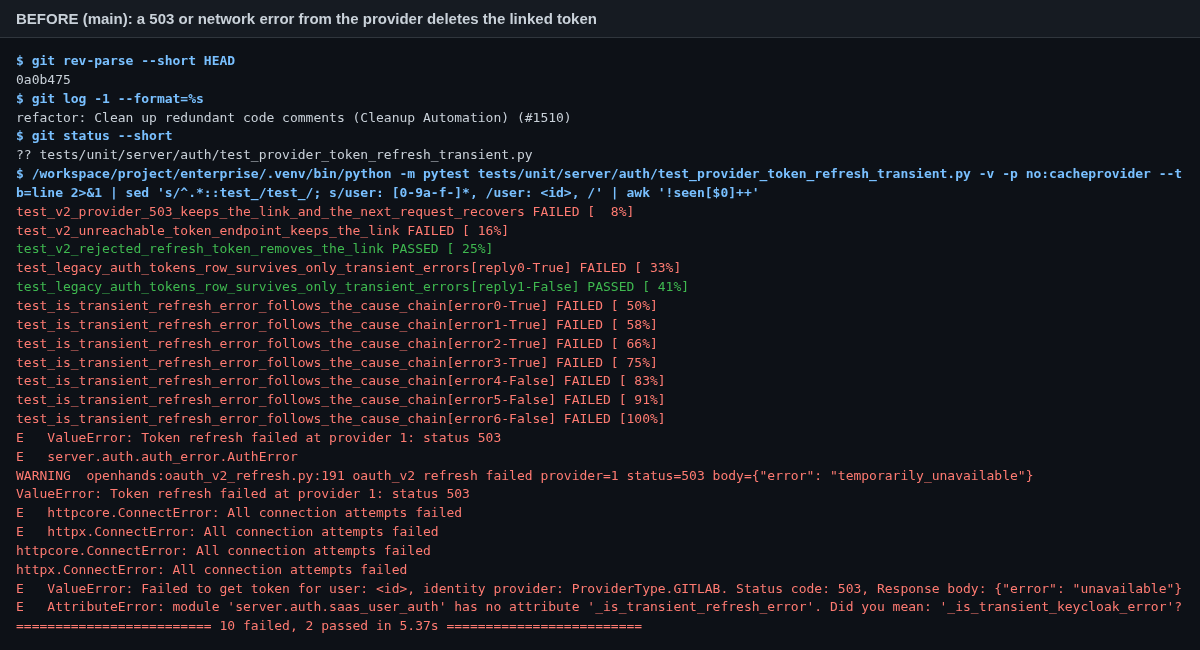 BEFORE (main): a 503 or network error from the provider deletes the linked token
$ git rev-parse --short HEAD
0a0b475
$ git log -1 --format=%s
refactor: Clean up redundant code comments (Cleanup Automation) (#1510)
$ git status --short
?? tests/unit/server/auth/test_provider_token_refresh_transient.py
$ /workspace/project/enterprise/.venv/bin/python -m pytest tests/unit/server/auth/test_provider_token_refresh_transient.py -v -p no:cacheprovider --t
b=line 2>&1 | sed 's/^.*::test_/test_/; s/user: [0-9a-f-]*, /user: <id>, /' | awk '!seen[$0]++'
test_v2_provider_503_keeps_the_link_and_the_next_request_recovers FAILED [  8%]
test_v2_unreachable_token_endpoint_keeps_the_link FAILED [ 16%]
test_v2_rejected_refresh_token_removes_the_link PASSED [ 25%]
test_legacy_auth_tokens_row_survives_only_transient_errors[reply0-True] FAILED [ 33%]
test_legacy_auth_tokens_row_survives_only_transient_errors[reply1-False] PASSED [ 41%]
test_is_transient_refresh_error_follows_the_cause_chain[error0-True] FAILED [ 50%]
test_is_transient_refresh_error_follows_the_cause_chain[error1-True] FAILED [ 58%]
test_is_transient_refresh_error_follows_the_cause_chain[error2-True] FAILED [ 66%]
test_is_transient_refresh_error_follows_the_cause_chain[error3-True] FAILED [ 75%]
test_is_transient_refresh_error_follows_the_cause_chain[error4-False] FAILED [ 83%]
test_is_transient_refresh_error_follows_the_cause_chain[error5-False] FAILED [ 91%]
test_is_transient_refresh_error_follows_the_cause_chain[error6-False] FAILED [100%]
E   ValueError: Token refresh failed at provider 1: status 503
E   server.auth.auth_error.AuthError
WARNING  openhands:oauth_v2_refresh.py:191 oauth_v2 refresh failed provider=1 status=503 body={"error": "temporarily_unavailable"}
ValueError: Token refresh failed at provider 1: status 503
E   httpcore.ConnectError: All connection attempts failed
E   httpx.ConnectError: All connection attempts failed
httpcore.ConnectError: All connection attempts failed
httpx.ConnectError: All connection attempts failed
E   ValueError: Failed to get token for user: <id>, identity provider: ProviderType.GITLAB. Status code: 503, Response body: {"error": "unavailable"}
E   AttributeError: module 'server.auth.saas_user_auth' has no attribute '_is_transient_refresh_error'. Did you mean: '_is_transient_keycloak_error'?
========================= 10 failed, 2 passed in 5.37s =========================